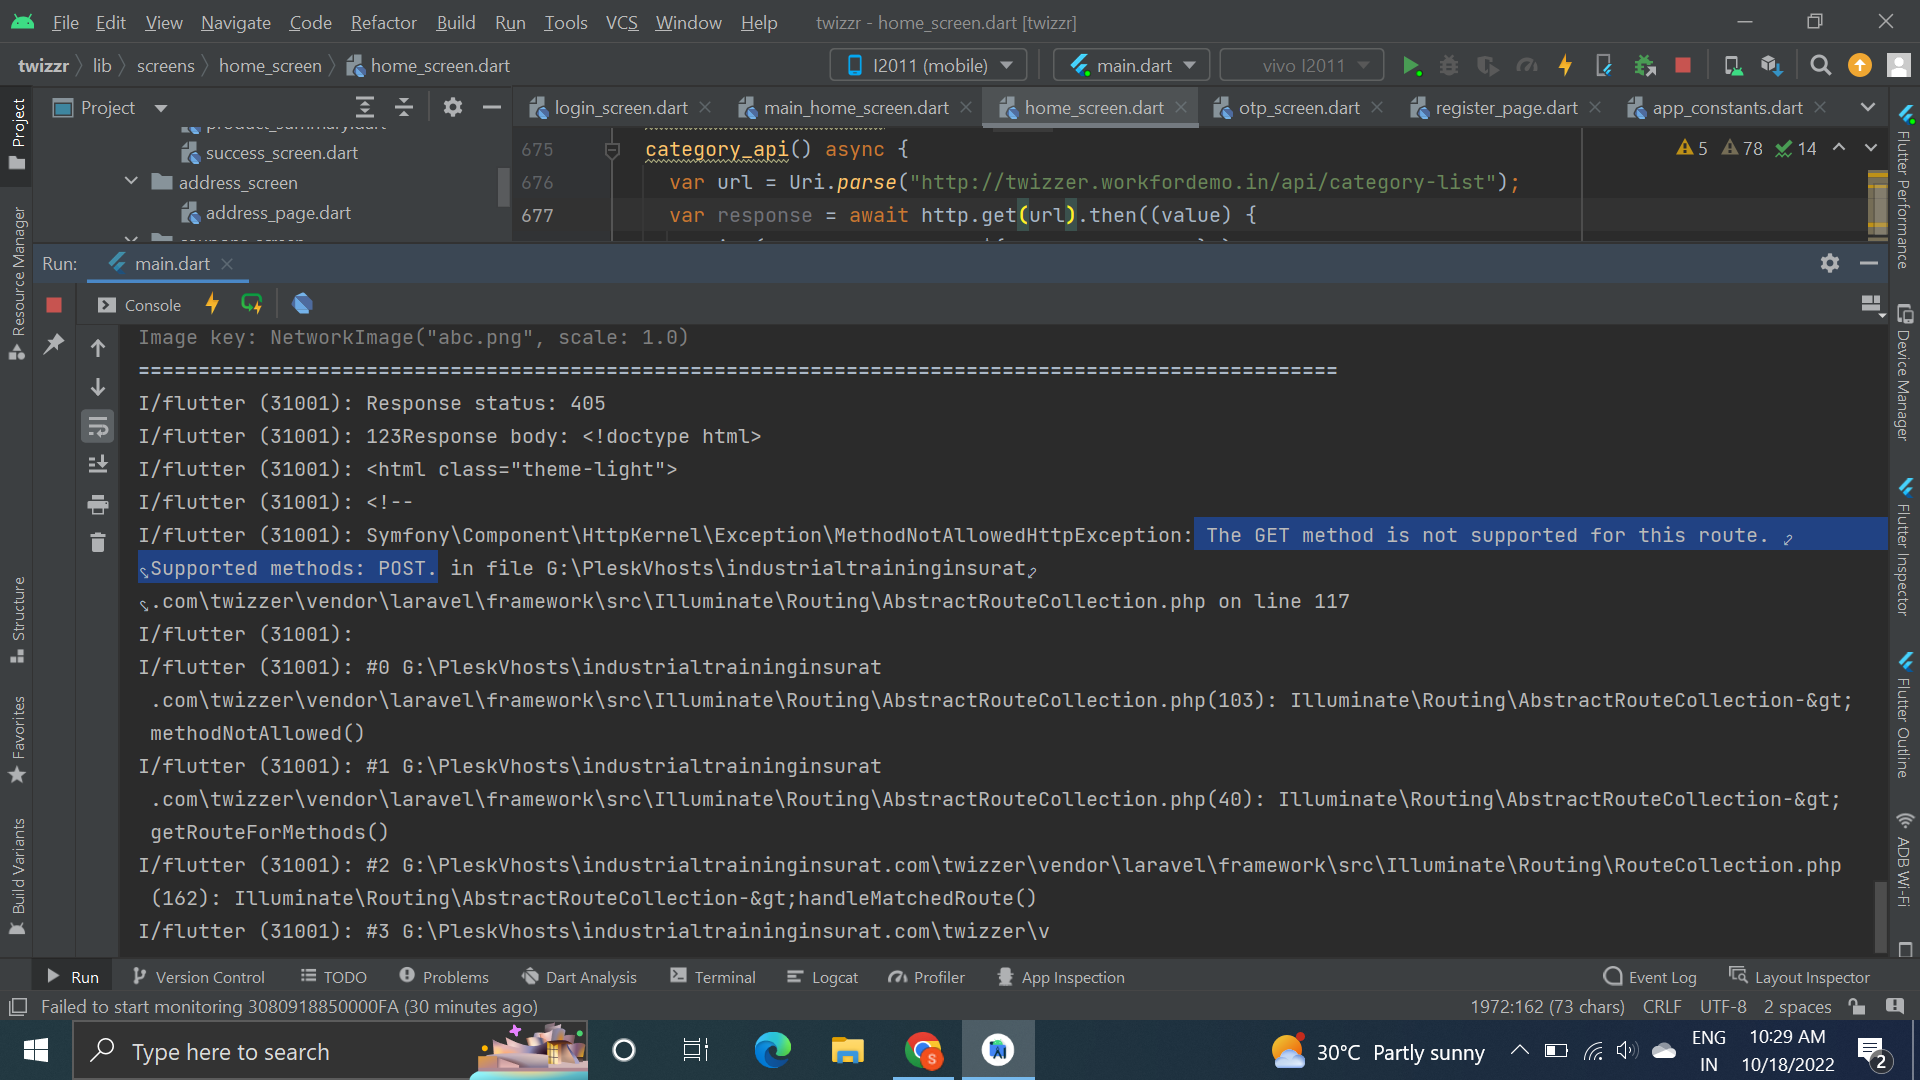 File Edit View Navigate Code Refactor Build Run Tools VCS Window Help twizzr - home_screen.dart [twizzr]
twizzr lib screens home_screen home_screen.dart I2011 (mobile) main.dart vivo I2011
Project login_screen.dart main_home_screen.dart home_screen.dart otp_screen.dart register_page.dart app_constants.dart
product_summary.dart
success_screen.dart
address_screen
address_page.dart
675 category_api() async {
676 var url = Uri.parse("http://twizzer.workfordemo.in/api/category-list");
677 var response = await http.get(url).then((value) {
5 78 14
Run: main.dart
Console
Image key: NetworkImage("abc.png", scale: 1.0)
====================================================================================================
I/flutter (31001): Response status: 405
I/flutter (31001): 123Response body: <!doctype html>
I/flutter (31001): <html class="theme-light">
I/flutter (31001): <!--
I/flutter (31001): Symfony\Component\HttpKernel\Exception\MethodNotAllowedHttpException: The GET method is not supported for this route.
Supported methods: POST. in file G:\PleskVhosts\industrialtraininginsurat
.com\twizzer\vendor\laravel\framework\src\Illuminate\Routing\AbstractRouteCollection.php on line 117
I/flutter (31001):
I/flutter (31001): #0 G:\PleskVhosts\industrialtraininginsurat
.com\twizzer\vendor\laravel\framework\src\Illuminate\Routing\AbstractRouteCollection.php(103): Illuminate\Routing\AbstractRouteCollection-&gt;
methodNotAllowed()
I/flutter (31001): #1 G:\PleskVhosts\industrialtraininginsurat
.com\twizzer\vendor\laravel\framework\src\Illuminate\Routing\AbstractRouteCollection.php(40): Illuminate\Routing\AbstractRouteCollection-&gt;
getRouteForMethods()
I/flutter (31001): #2 G:\PleskVhosts\industrialtraininginsurat.com\twizzer\vendor\laravel\framework\src\Illuminate\Routing\RouteCollection.php
(162): Illuminate\Routing\AbstractRouteCollection-&gt;handleMatchedRoute()
I/flutter (31001): #3 G:\PleskVhosts\industrialtraininginsurat.com\twizzer\v
Project
Resource Manager
Structure
Favorites
Build Variants
Flutter Performance
Device Manager
Flutter Inspector
Flutter Outline
ADB Wi-Fi
Run Version Control TODO Problems Dart Analysis Terminal Logcat Profiler App Inspection Event Log Layout Inspector
Failed to start monitoring 3080918850000FA (30 minutes ago) 1972:162 (73 chars) CRLF UTF-8 2 spaces
Type here to search
S
30°C Partly sunny
ENG
IN
10:29 AM
10/18/2022
2